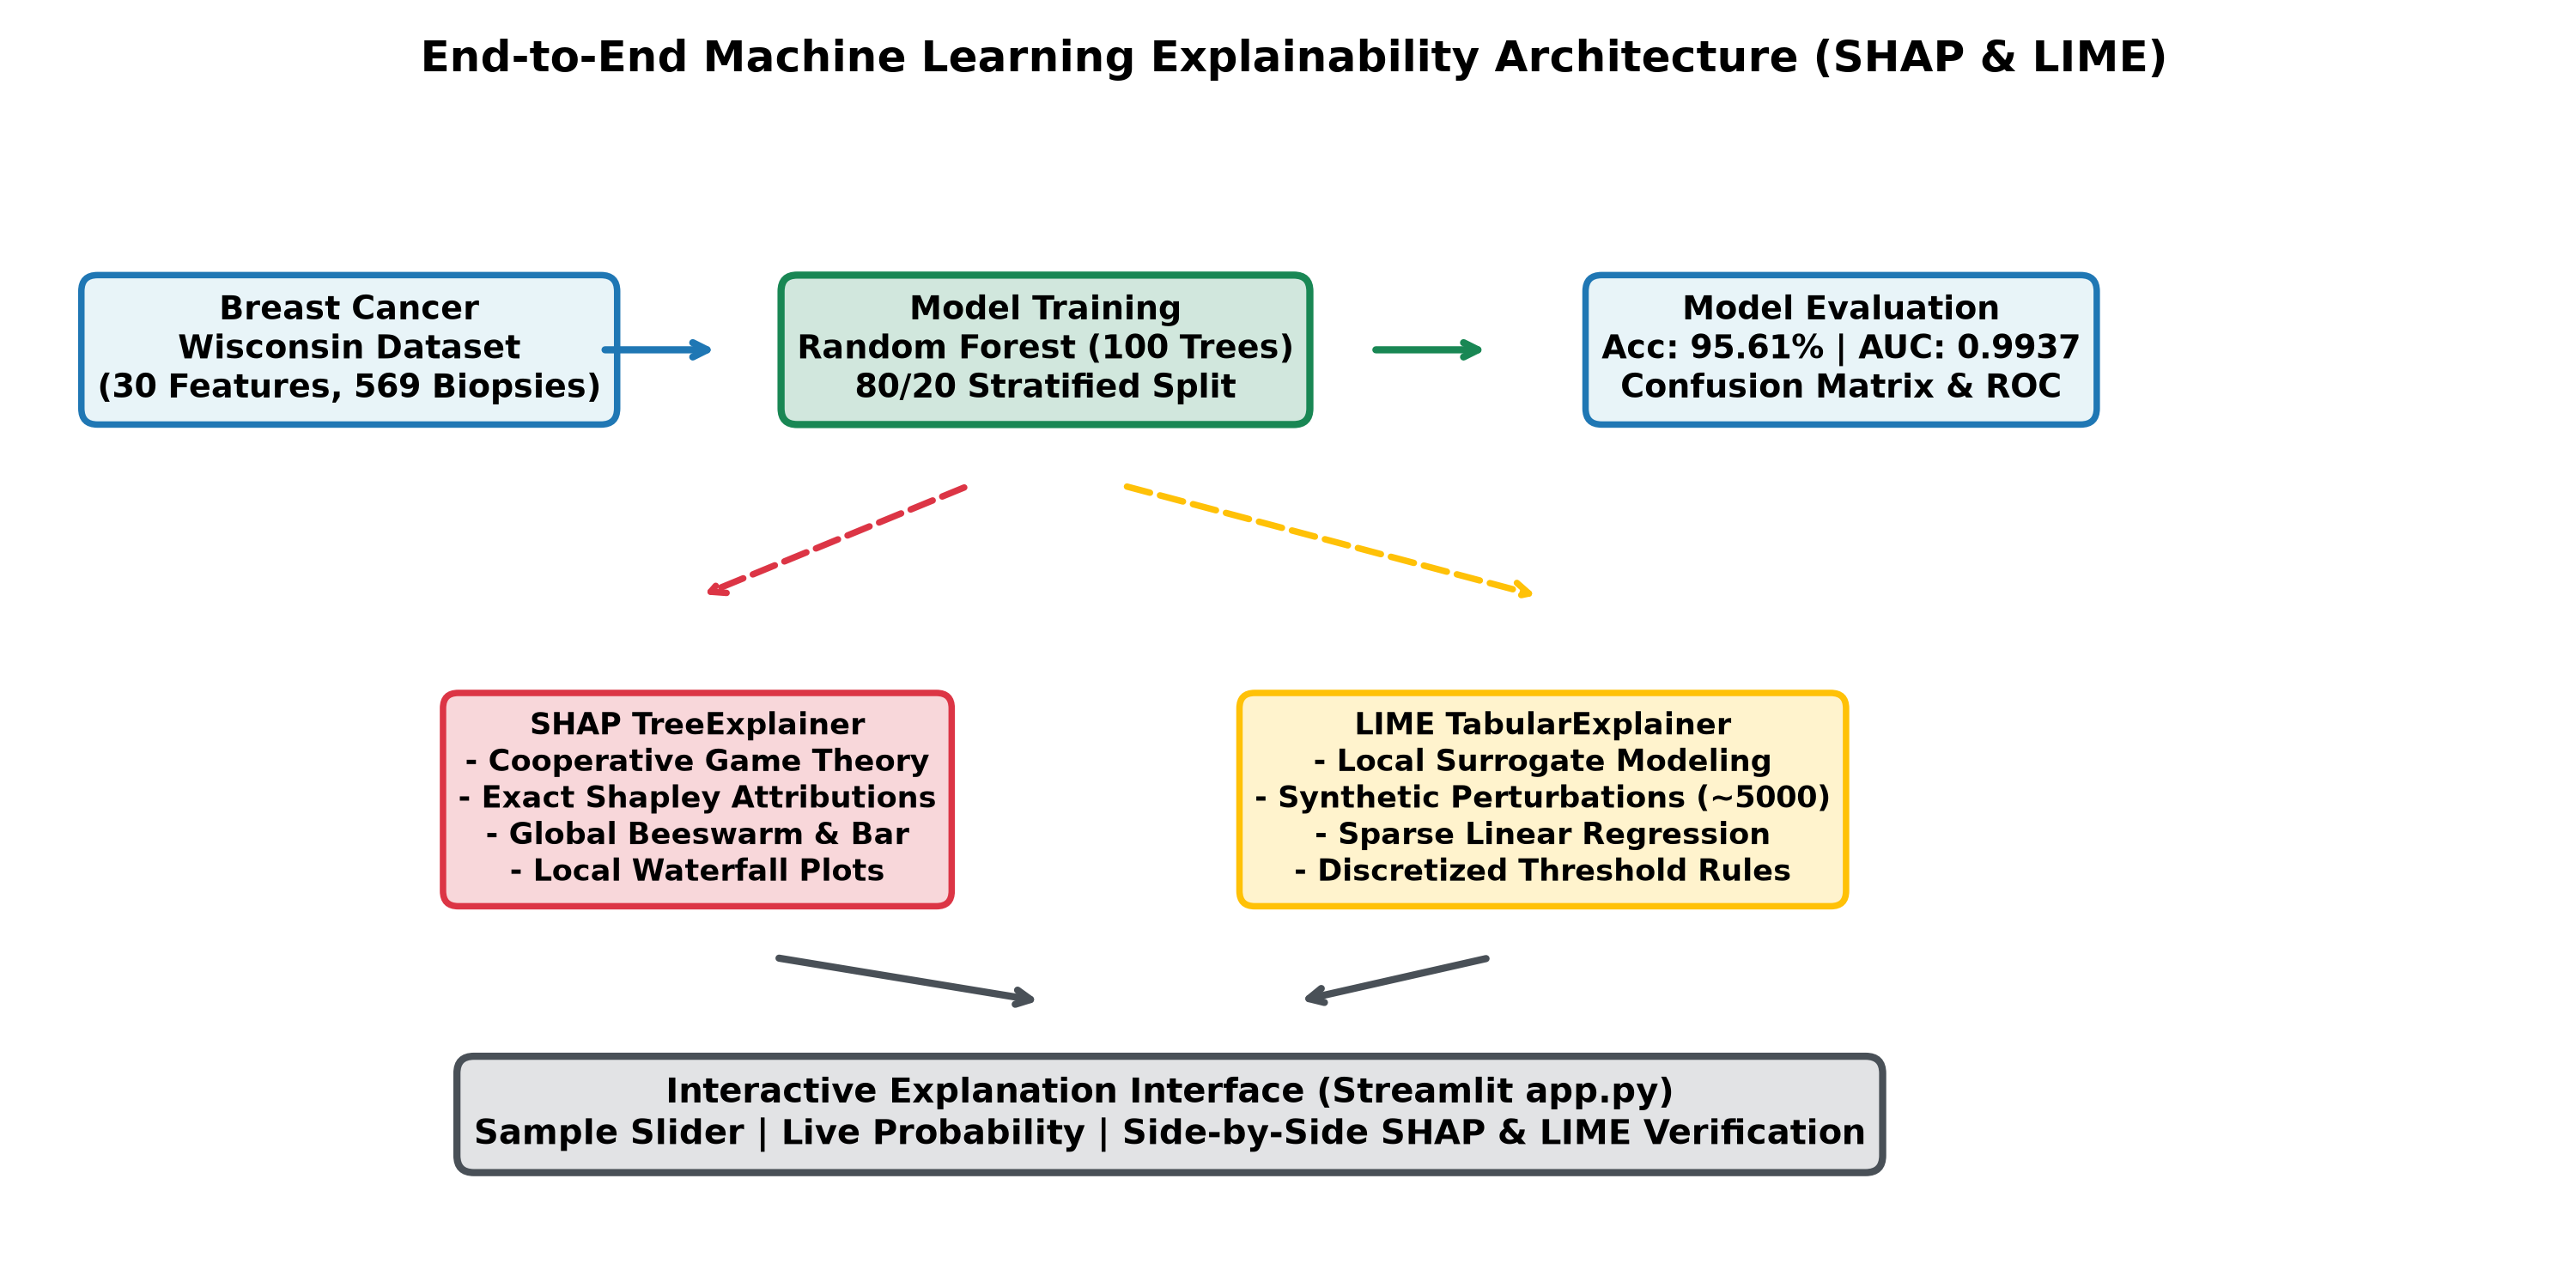 End-to-End Machine Learning Explainability Architecture (SHAP & LIME)
Breast Cancer
Wisconsin Dataset
(30 Features, 569 Biopsies)
Model Training
Random Forest (100 Trees)
80/20 Stratified Split
Model Evaluation
Acc: 95.61% | AUC: 0.9937
Confusion Matrix & ROC
SHAP TreeExplainer
- Cooperative Game Theory
- Exact Shapley Attributions
- Global Beeswarm & Bar
- Local Waterfall Plots
LIME TabularExplainer
- Local Surrogate Modeling
- Synthetic Perturbations (~5000)
- Sparse Linear Regression
- Discretized Threshold Rules
Interactive Explanation Interface (Streamlit app.py)
Sample Slider | Live Probability | Side-by-Side SHAP & LIME Verification